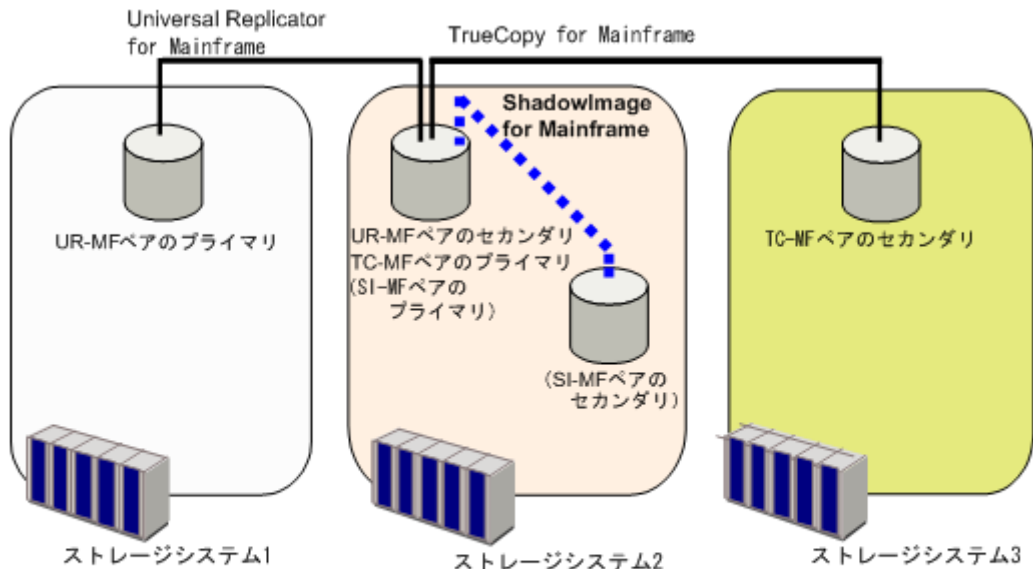 Universal Replicator
for Mainframe
TrueCopy for Mainframe
ShadowImage
for Mainframe
UR-MFペアのプライマリ
UR-MFペアのセカンダリ
TC-MFペアのプライマリ
(SI-MFペアの
プライマリ)
TC-MFペアのセカンダリ
(SI-MFペアの
セカンダリ)
ストレージシステム1
ストレージシステム2
ストレージシステム3